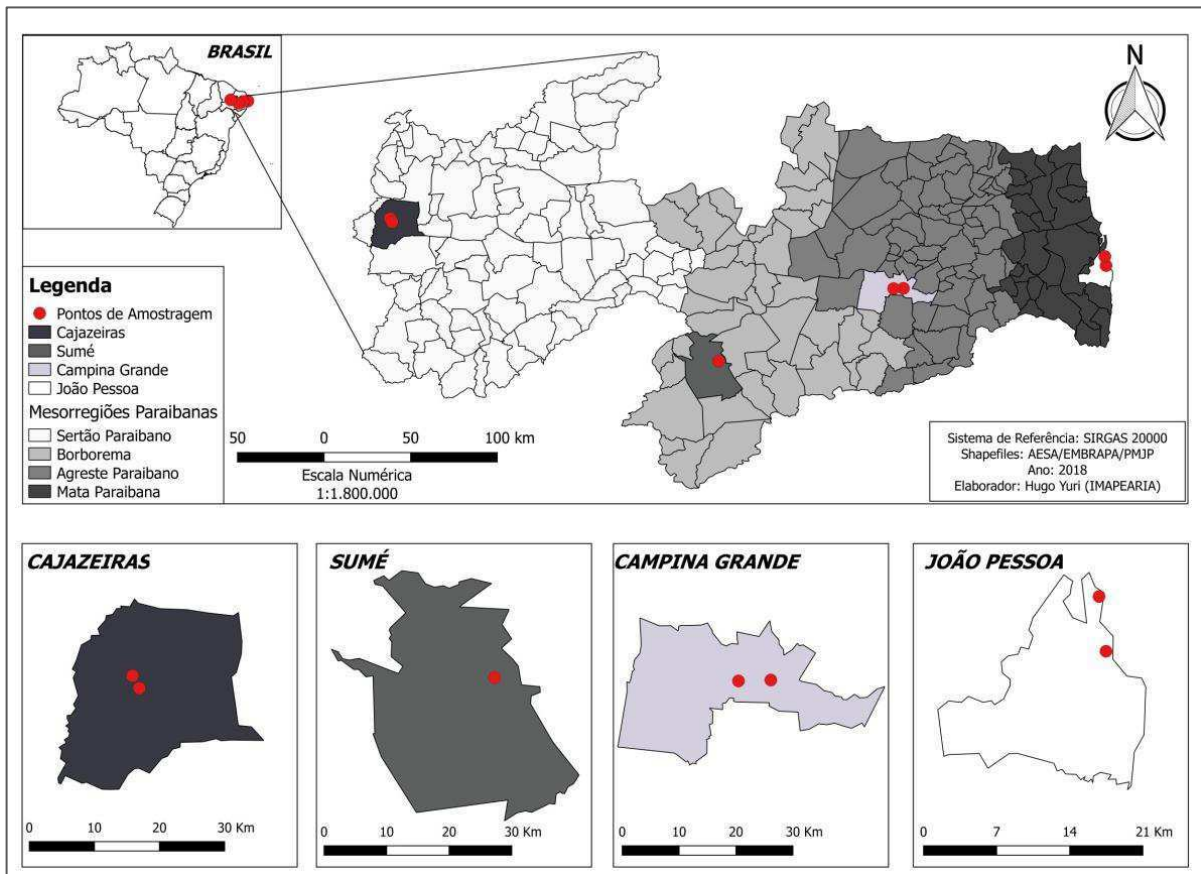 BRASIL
N
Legenda
Pontos de Amostragem
Cajazeiras
Sumé
Campina Grande
João Pessoa
Mesorregiões Paraibanas
Sertão Paraibano
Borborema
Agreste Paraibano
Mata Paraibana
50 0 50 100 km
Escala Numérica
1:1.800.000
Sistema de Referência: SIRGAS 20000
Shapefiles: AESA/EMBRAPA/PMJP
Ano: 2018
Elaborador: Hugo Yuri (IMAPEARIA)
CAJAZEIRAS
0 10 20 30 Km
SUMÉ
0 10 20 30 Km
CAMPINA GRANDE
0 10 20 30 Km
JOÃO PESSOA
0 7 14 21 Km